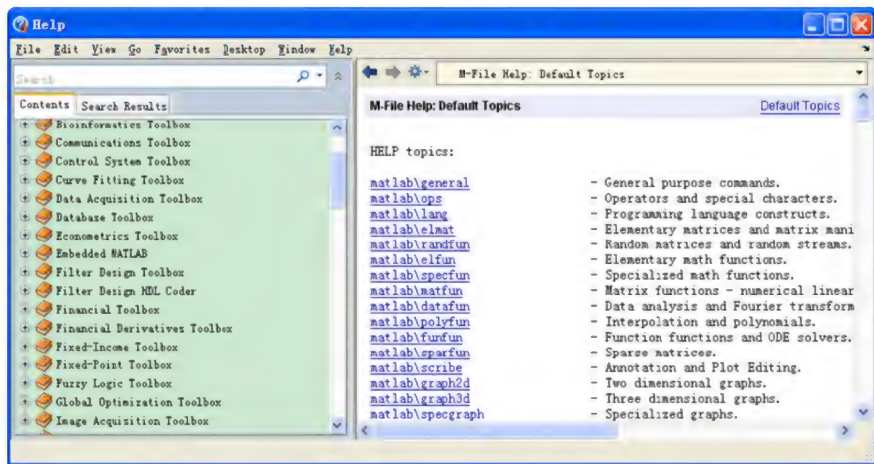 Help
File Edit View Go Favorites Desktop Window Help
Search
Contents Search Results
Bioinformatics Toolbox
Communications Toolbox
Control System Toolbox
Curve Fitting Toolbox
Data Acquisition Toolbox
Database Toolbox
Econometrics Toolbox
Embedded MATLAB
Filter Design Toolbox
Filter Design HDL Coder
Financial Toolbox
Financial Derivatives Toolbox
Fixed-Income Toolbox
Fixed-Point Toolbox
Fuzzy Logic Toolbox
Global Optimization Toolbox
Image Acquisition Toolbox
M-File Help: Default Topics
M-File Help: Default Topics Default Topics
HELP topics:
matlab\general - General purpose commands.
matlab\ops - Operators and special characters.
matlab\lang - Programming language constructs.
matlab\elmat - Elementary matrices and matrix mani
matlab\randfun - Random matrices and random streams.
matlab\elfun - Elementary math functions.
matlab\specfun - Specialized math functions.
matlab\matfun - Matrix functions - numerical linear
matlab\datafun - Data analysis and Fourier transform
matlab\polyfun - Interpolation and polynomials.
matlab\funfun - Function functions and ODE solvers.
matlab\sparfun - Sparse matrices.
matlab\scribe - Annotation and Plot Editing.
matlab\graph2d - Two dimensional graphs.
matlab\graph3d - Three dimensional graphs.
matlab\specgraph - Specialized graphs.